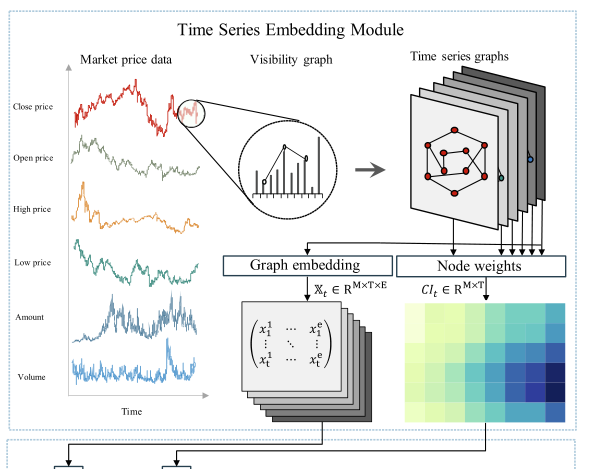 Time Series Embedding Module
Market price data
Visibility graph
Time series graphs
Close price
Open price
High price
Low price
Amount
Volume
Time
Graph embedding
Node weights
𝕏ₜ ∈ R^{M×T×E}
CIₜ ∈ R^{M×T}
x₁¹ ⋯ x₁ᵉ
⋮ ⋱ ⋮
xₜ¹ ⋯ xₜᵉ